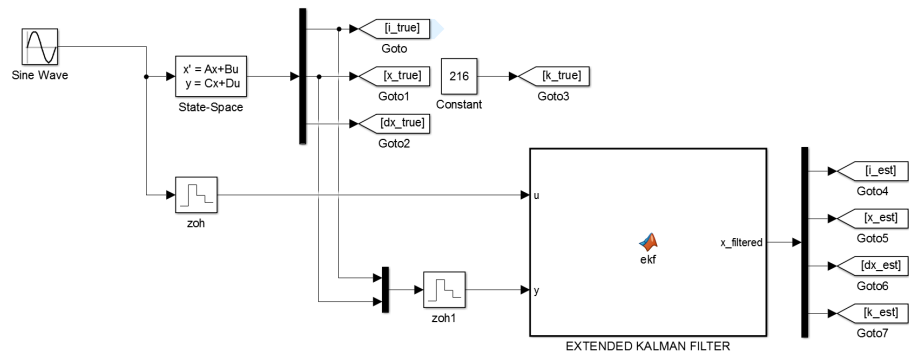 Sine Wave
x' = Ax+Bu
y = Cx+Du
State-Space
[i_true]
Goto
[x_true]
Goto1
[dx_true]
Goto2
216
Constant
[k_true]
Goto3
zoh
zoh1
u
y
ekf
x_filtered
EXTENDED KALMAN FILTER
[i_est]
Goto4
[x_est]
Goto5
[dx_est]
Goto6
[k_est]
Goto7